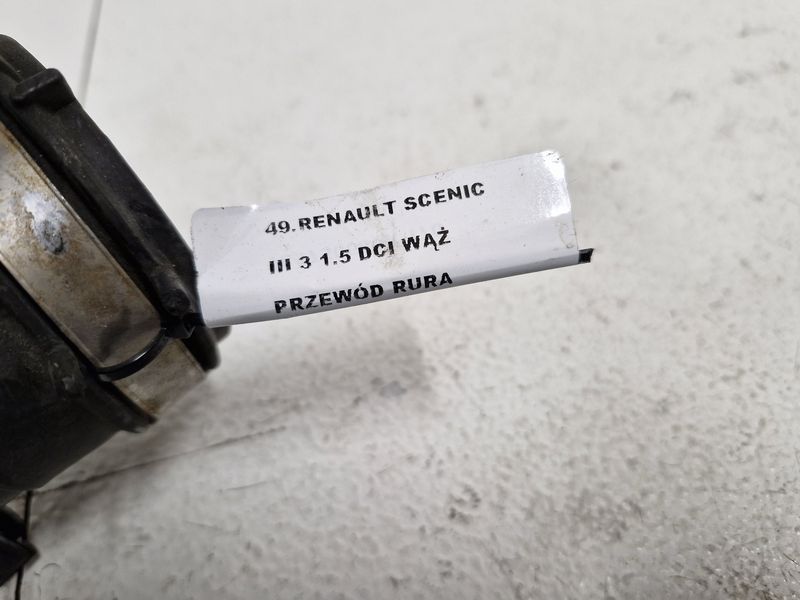 49.RENAULT SCENIC
III 3 1.5 DCI WĄŻ
PRZEWÓD RURA